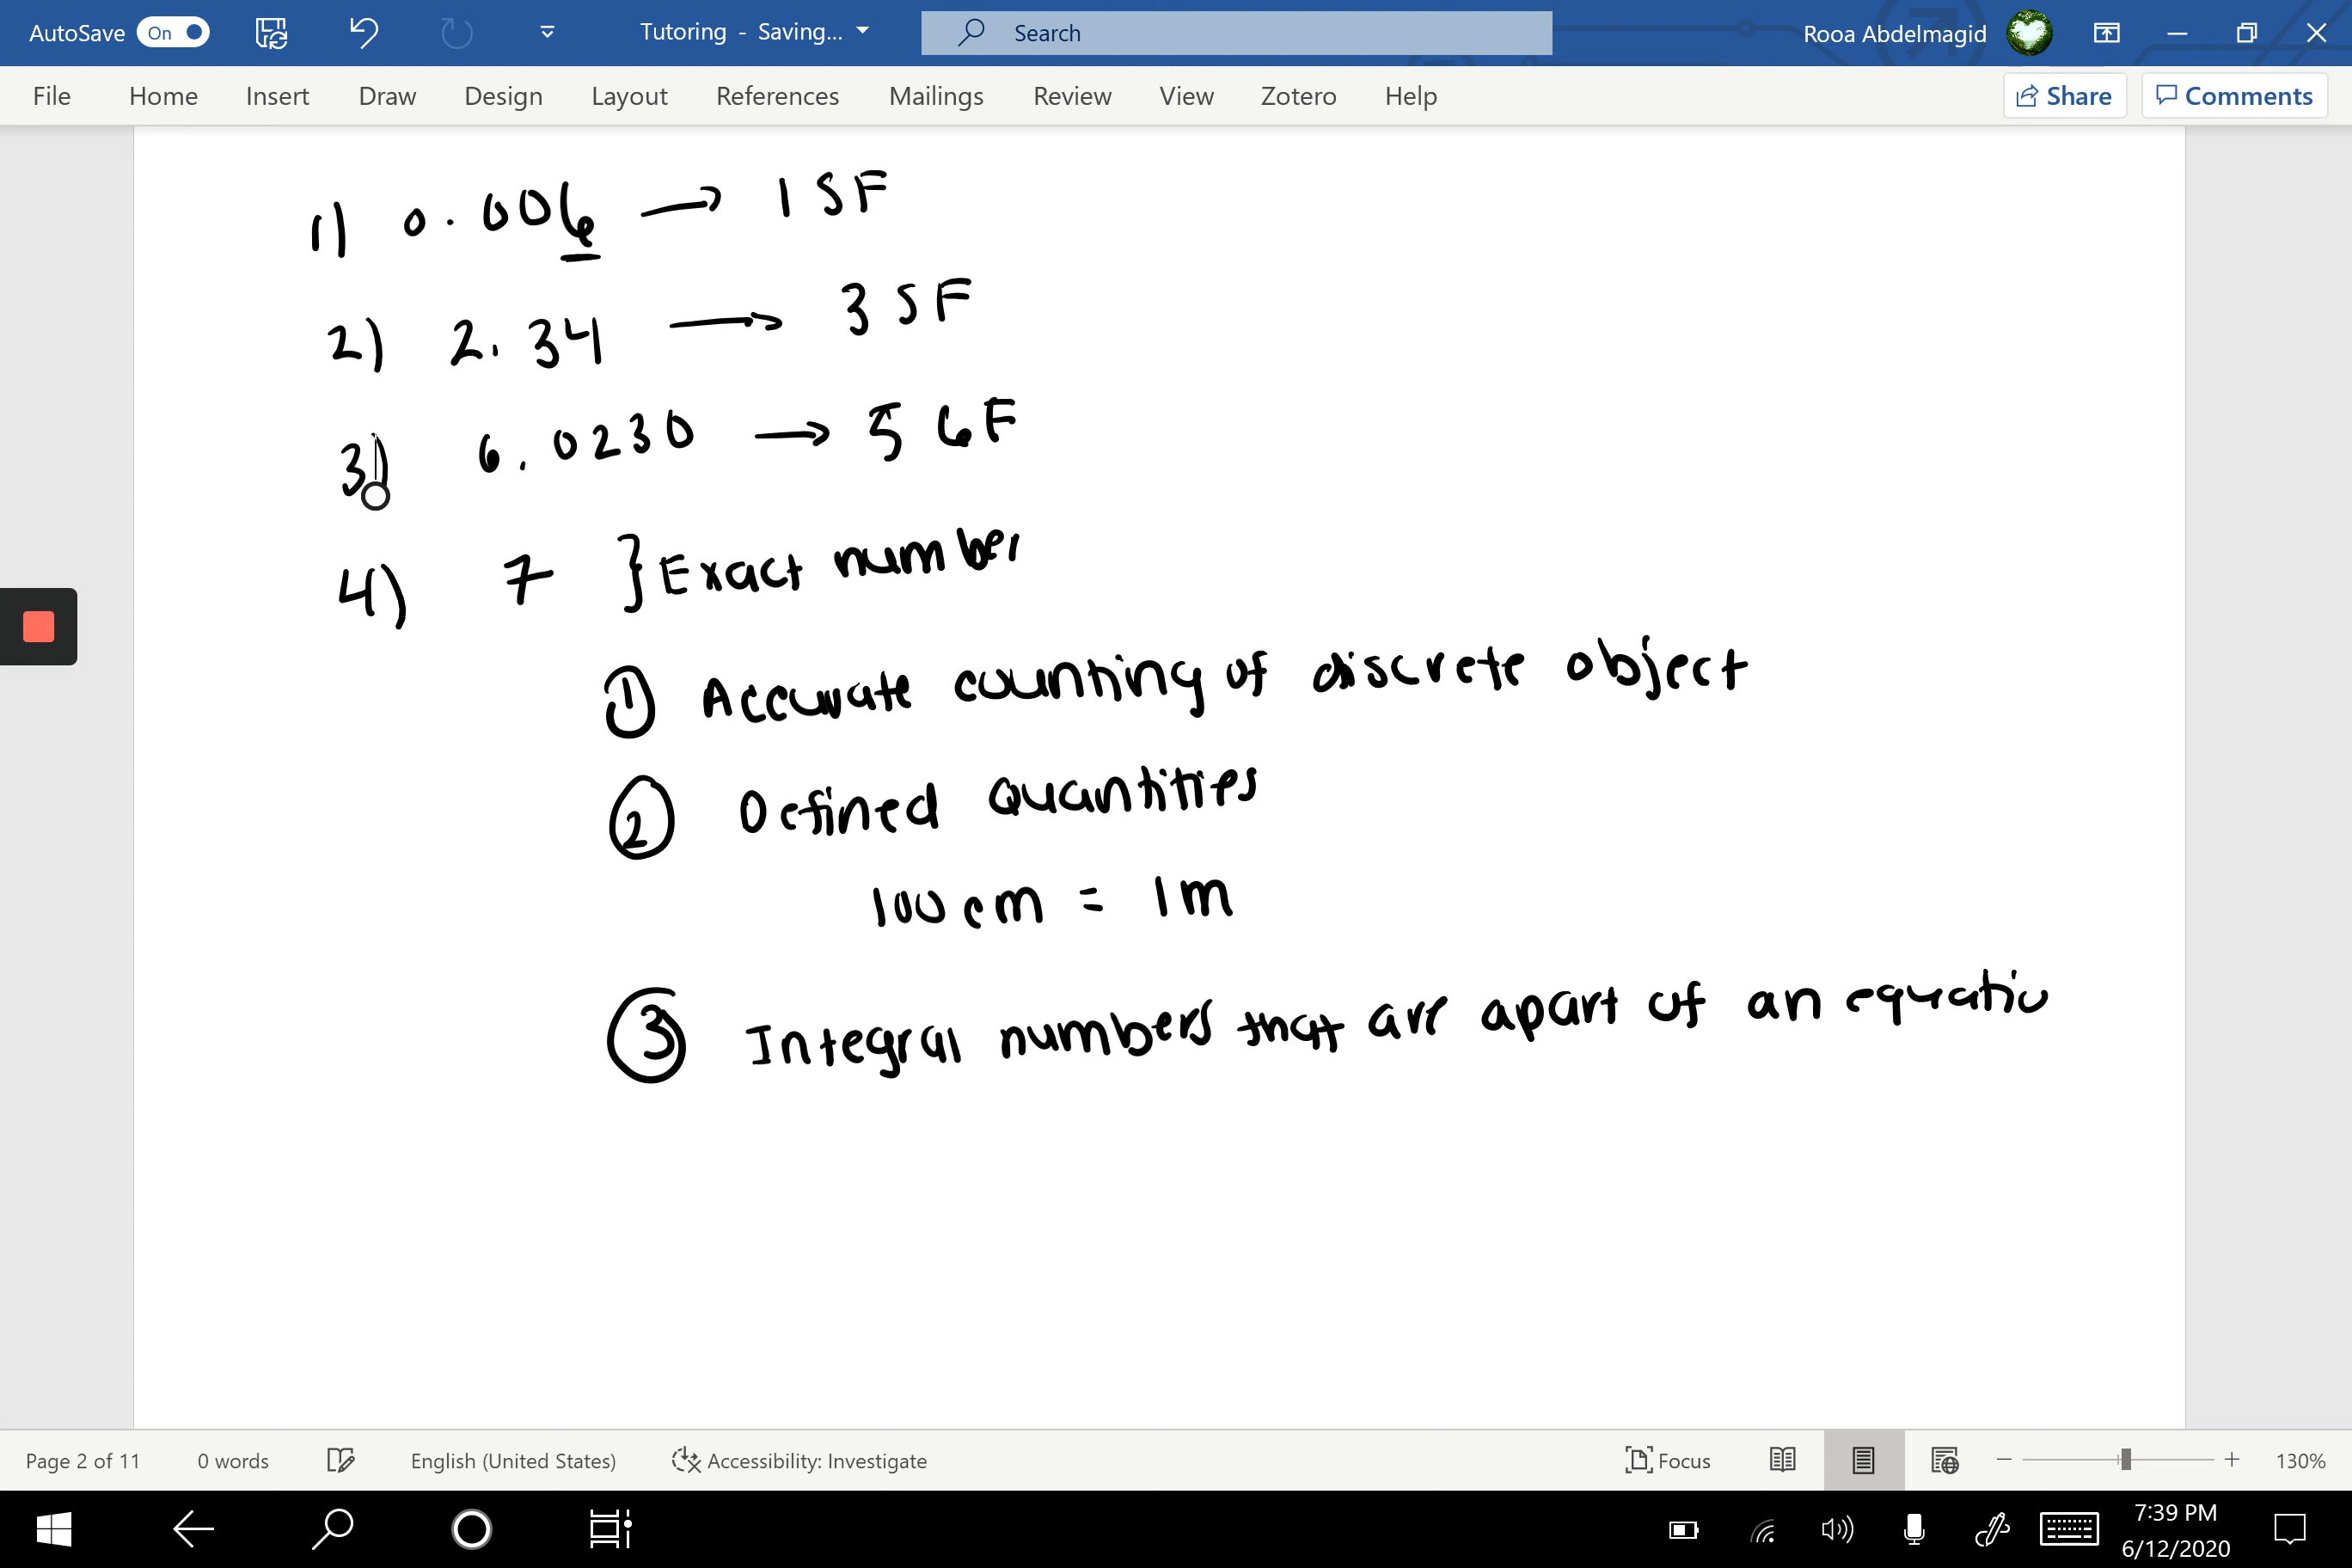 AutoSave On Tutoring - Saving... Search Rooa Abdelmagid
File Home Insert Draw Design Layout References Mailings Review View Zotero Help Share Comments
1) 0.006 → 1 SF
2) 2.34 → 3 SF
3) 6.0230 → 5 GF
4) 7 } Exact number
① Accurate counting of discrete object
② Defined Quantities
100 cm = 1 m
③ Integral numbers that are apart of an equatio
Page 2 of 11 0 words English (United States) Accessibility: Investigate Focus 130%
7:39 PM
6/12/2020